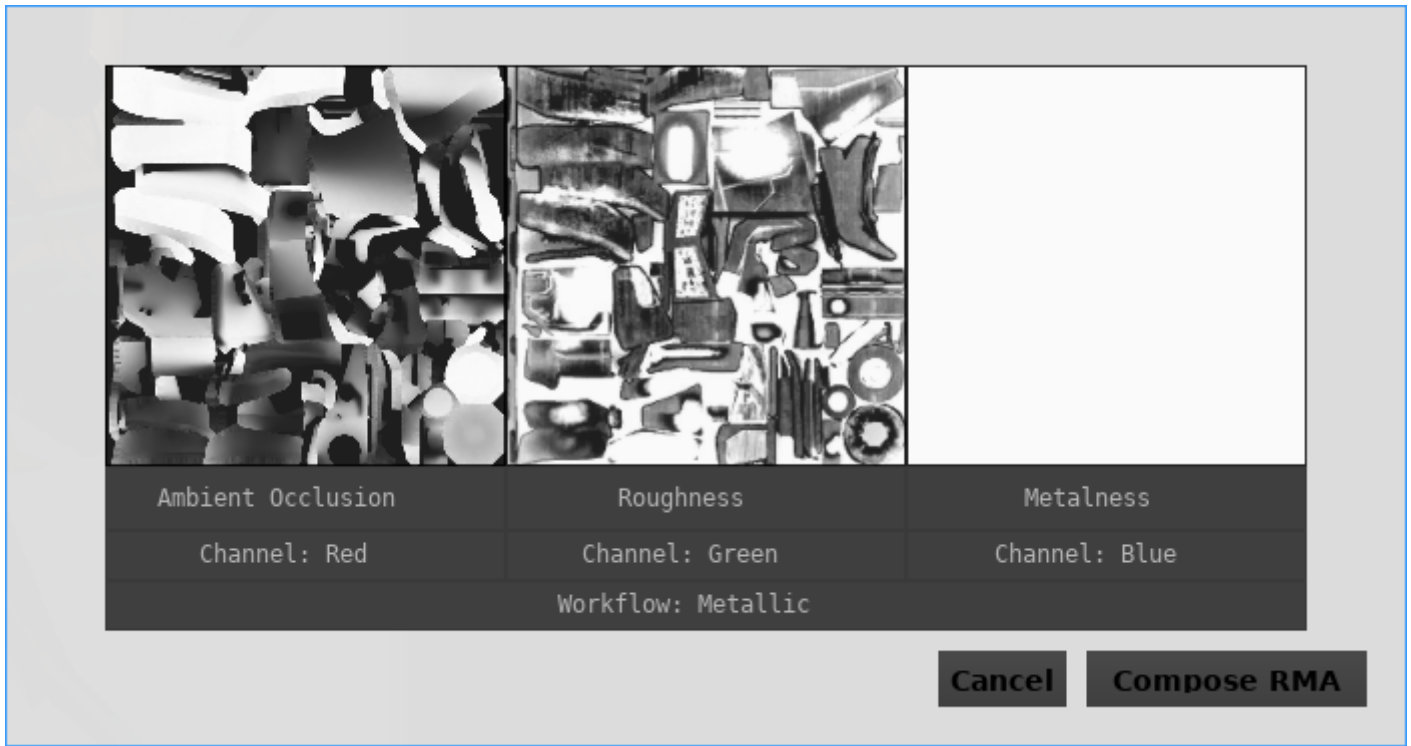 Ambient Occlusion Roughness Metalness
Channel: Red Channel: Green Channel: Blue
Workflow: Metallic
Cancel Compose RMA